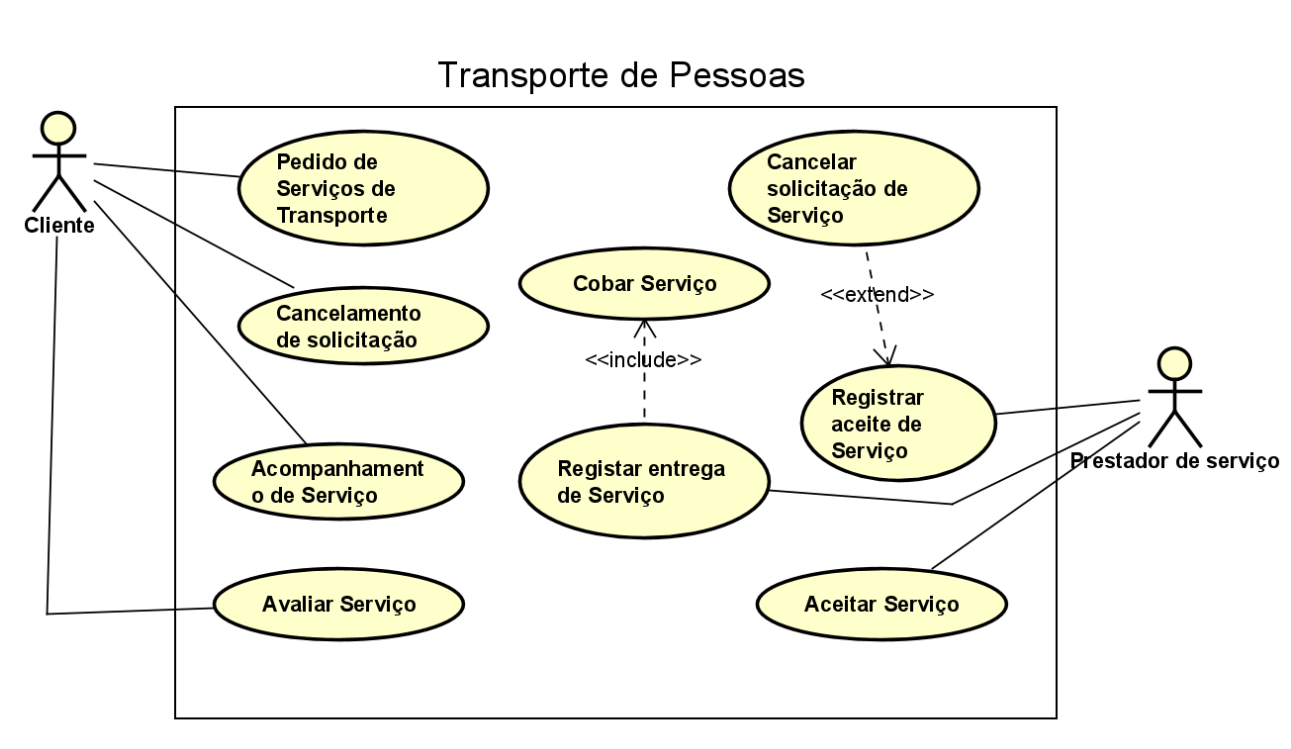 Transporte de Pessoas
Cliente
Pedido de
Serviços de
Transporte
Cancelamento
de solicitação
Acompanhament
o de Serviço
Avaliar Serviço
Cobar Serviço
<<include>>
Registar entrega
de Serviço
Cancelar
solicitação de
Serviço
<<extend>>
Registrar
aceite de
Serviço
Aceitar Serviço
Prestador de serviço